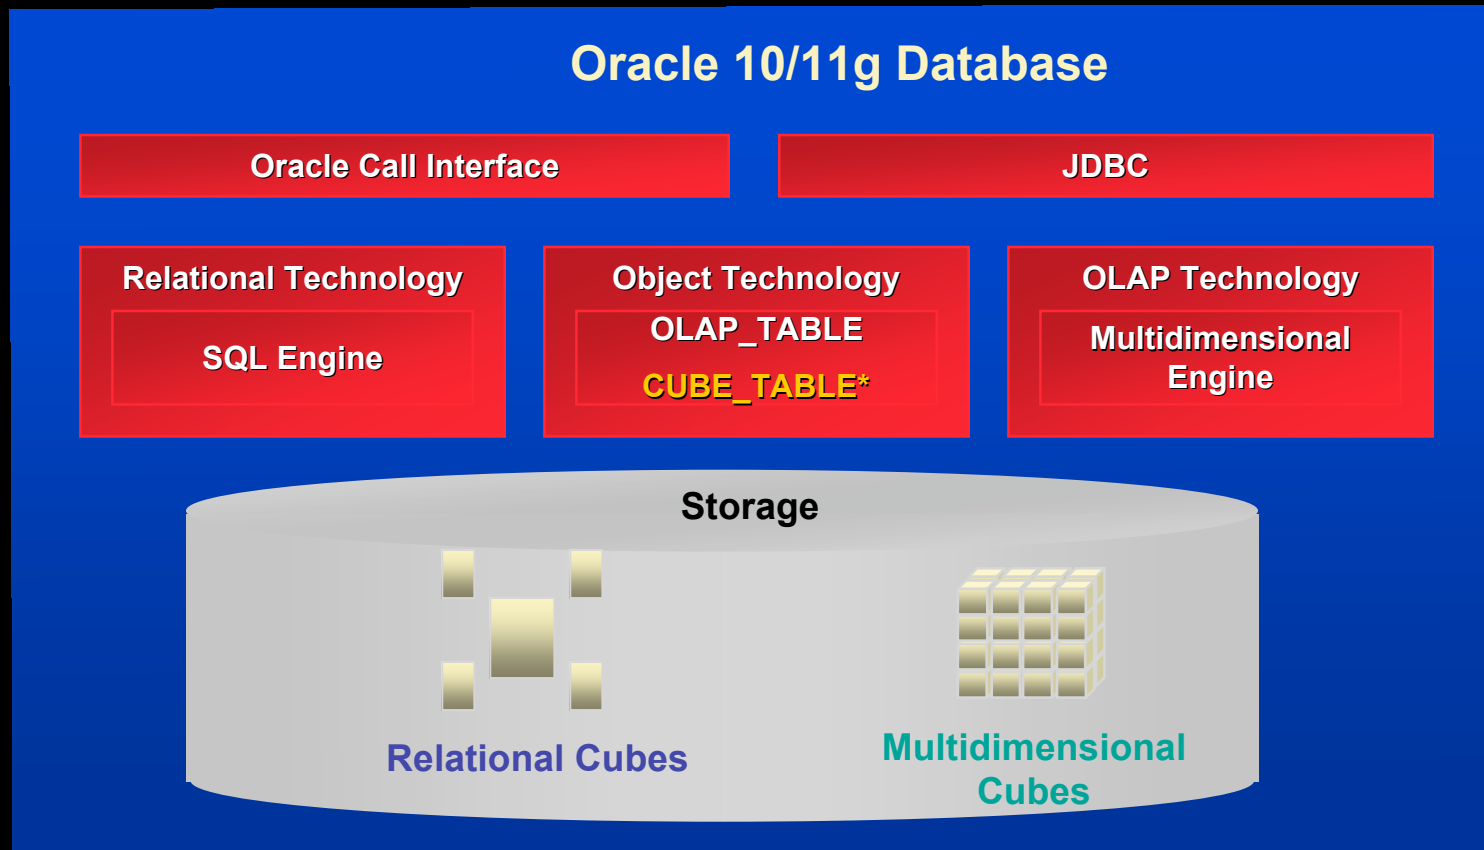 Oracle 10/11g Database
Oracle Call Interface
JDBC
Relational Technology
SQL Engine
Object Technology
OLAP_TABLE
CUBE_TABLE*
OLAP Technology
Multidimensional
Engine
Storage
Relational Cubes
Multidimensional
Cubes